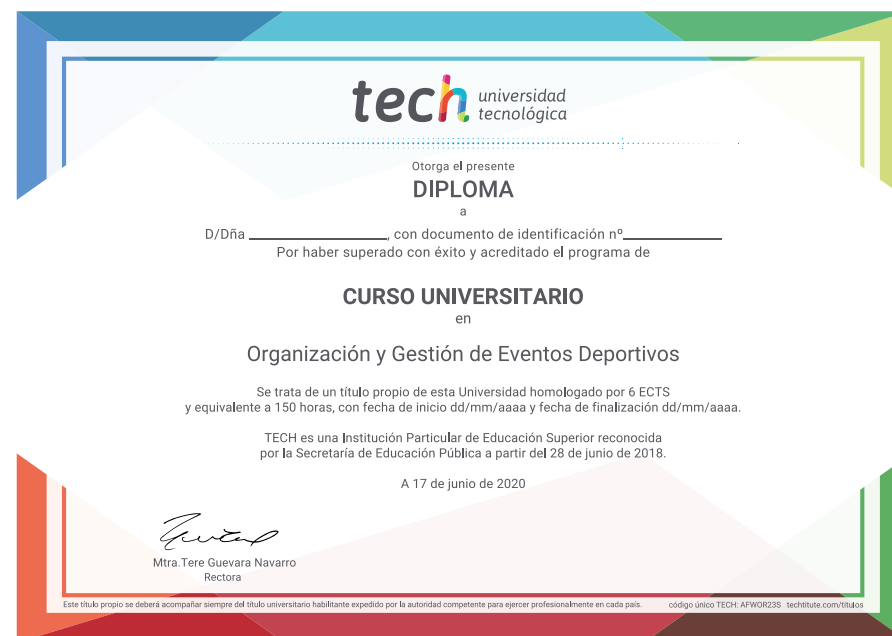 tech universidad
tecnológica
Otorga el presente
DIPLOMA
a
D/Dña ____________________, con documento de identificación nº______________
Por haber superado con éxito y acreditado el programa de
CURSO UNIVERSITARIO
en
Organización y Gestión de Eventos Deportivos
Se trata de un título propio de esta Universidad homologado por 6 ECTS
y equivalente a 150 horas, con fecha de inicio dd/mm/aaaa y fecha de finalización dd/mm/aaaa.
TECH es una Institución Particular de Educación Superior reconocida
por la Secretaría de Educación Pública a partir del 28 de junio de 2018.
A 17 de junio de 2020
Mtra.Tere Guevara Navarro
Rectora
Este título propio se deberá acompañar siempre del título universitario habilitante expedido por la autoridad competente para ejercer profesionalmente en cada país. código único TECH: AFWOR23S techtitute.com/titulos